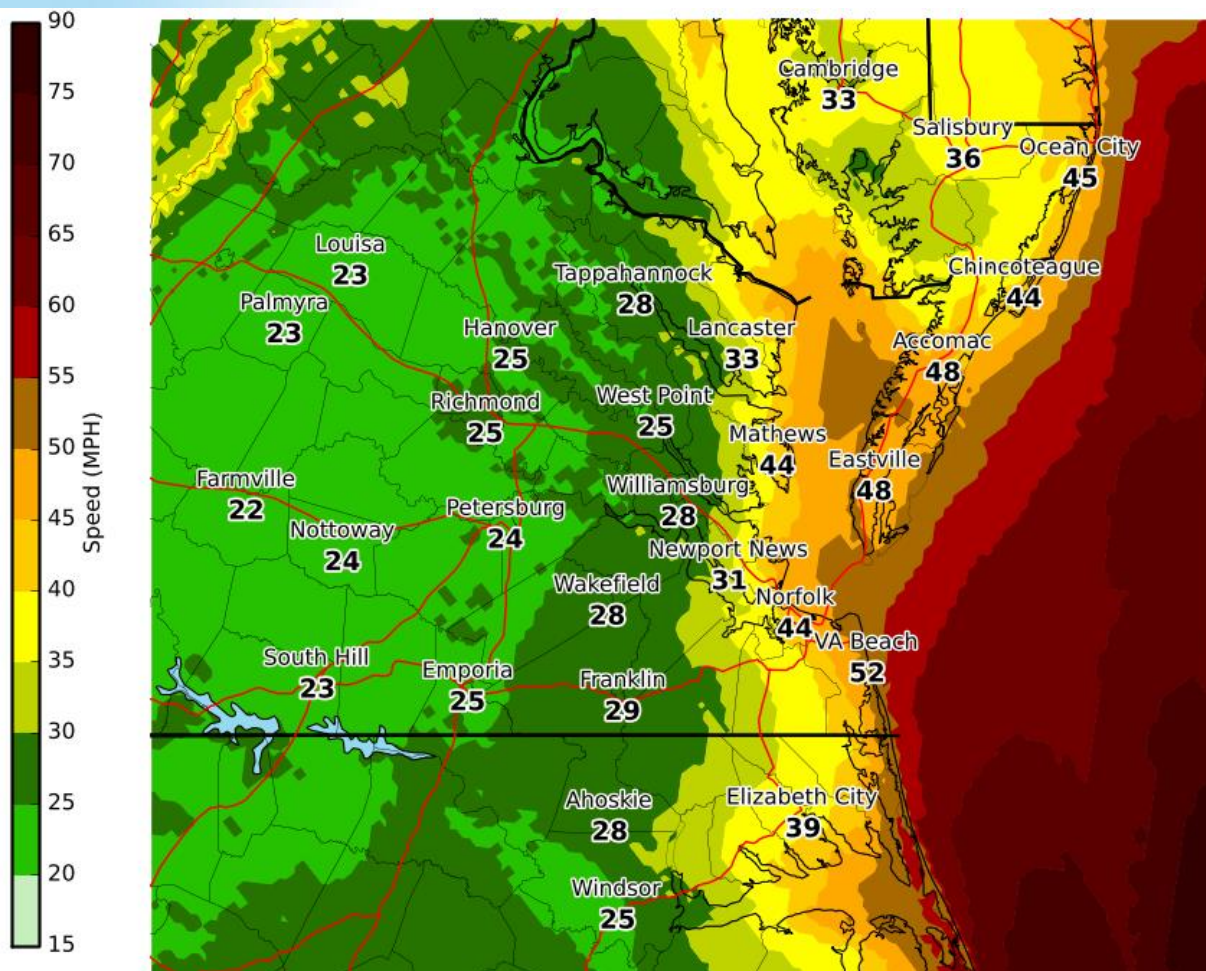 90
75
70
65
60
55
50
45
40
35
30
25
20
15
Speed (MPH)
Cambridge
33
Salisbury
36
Ocean City
45
Louisa
23
Tappahannock
28
Chincoteague
44
Palmyra
23
Hanover
25
Lancaster
33
Accomac
48
Richmond
25
West Point
25
Mathews
44
Eastville
48
Farmville
22
Williamsburg
28
Nottoway
24
Petersburg
24
Newport News
31
Wakefield
28
Norfolk
44
VA Beach
52
South Hill
23
Emporia
25
Franklin
29
Ahoskie
28
Elizabeth City
39
Windsor
25